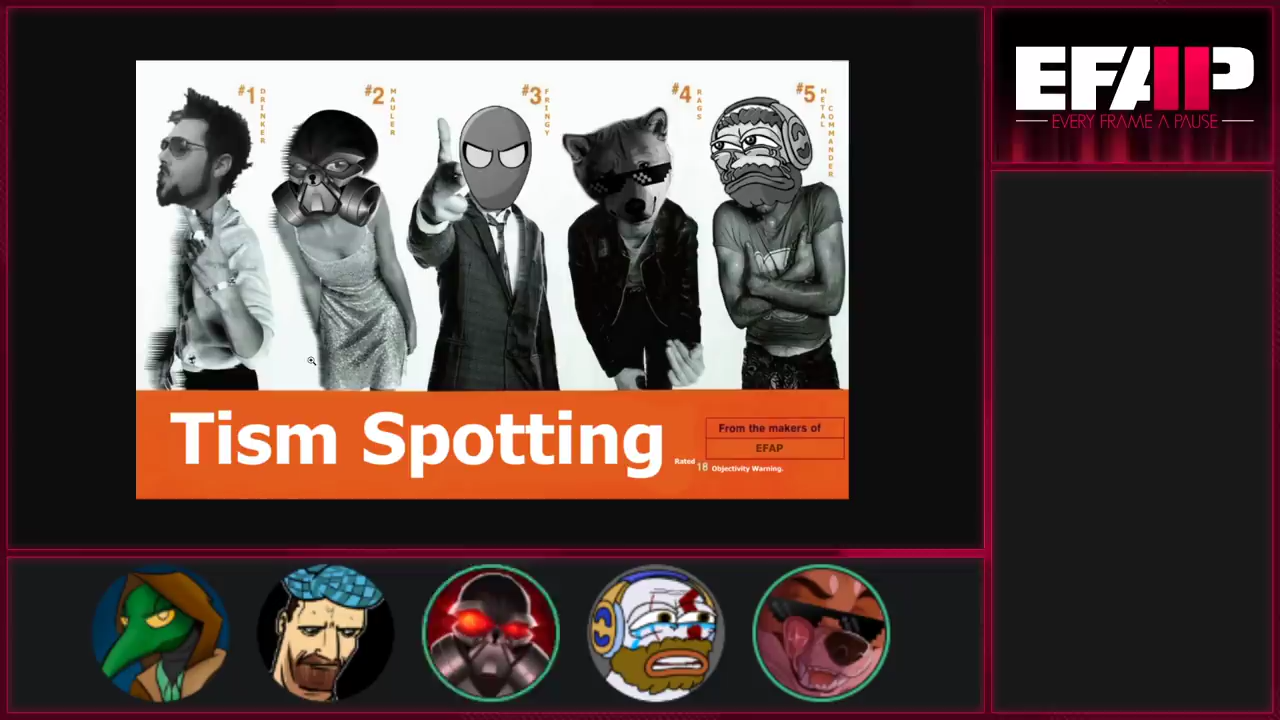 #1 DRINKER
#2 MAULER
#3 FRINGY
#4 RAGS
#5 METAL COMMANDER
Tism Spotting
From the makers of
EFAP
Rated 18 Objectivity Warning.
EFAP
EVERY FRAME A PAUSE